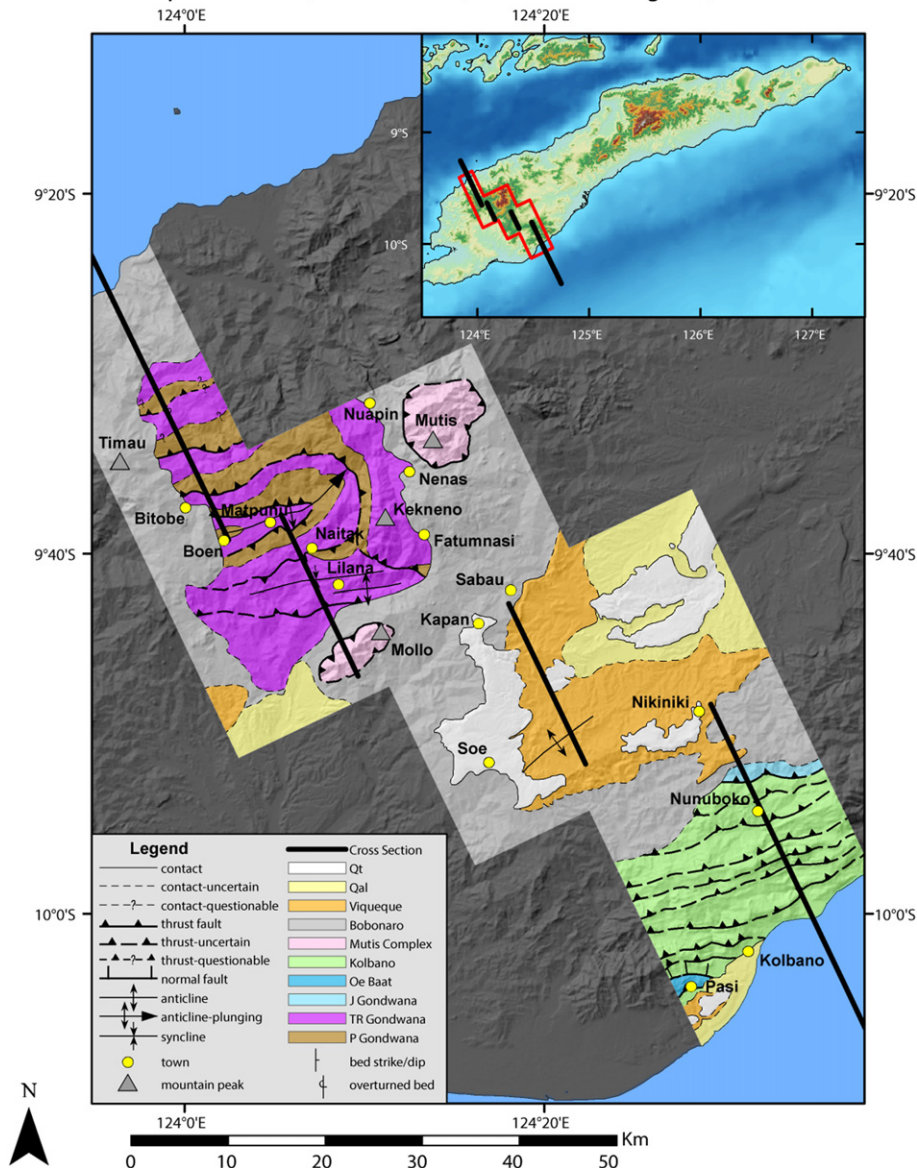 124°0'E
124°20'E
9°S
10°S
124°E
125°E
126°E
127°E
9°20'S
9°20'S
Nuapin
Mutis
Timau
Nenas
Bitobe
Matpunu
Kekneno
Boen
Naitak
Fatumnasi
9°40'S
9°40'S
Lilana
Sabau
Kapan
Mollo
Nikiniki
Soe
Nunuboko
10°0'S
10°0'S
Kolbano
Pasi
Legend
contact
contact-uncertain
-?- contact-questionable
thrust fault
thrust-uncertain
? thrust-questionable
normal fault
anticline
anticline-plunging
syncline
town
mountain peak
Cross Section
Qt
Qal
Viqueque
Bobonaro
Mutis Complex
Kolbano
Oe Baat
J Gondwana
TR Gondwana
P Gondwana
bed strike/dip
overturned bed
124°0'E
124°20'E
N
Km
0 10 20 30 40 50